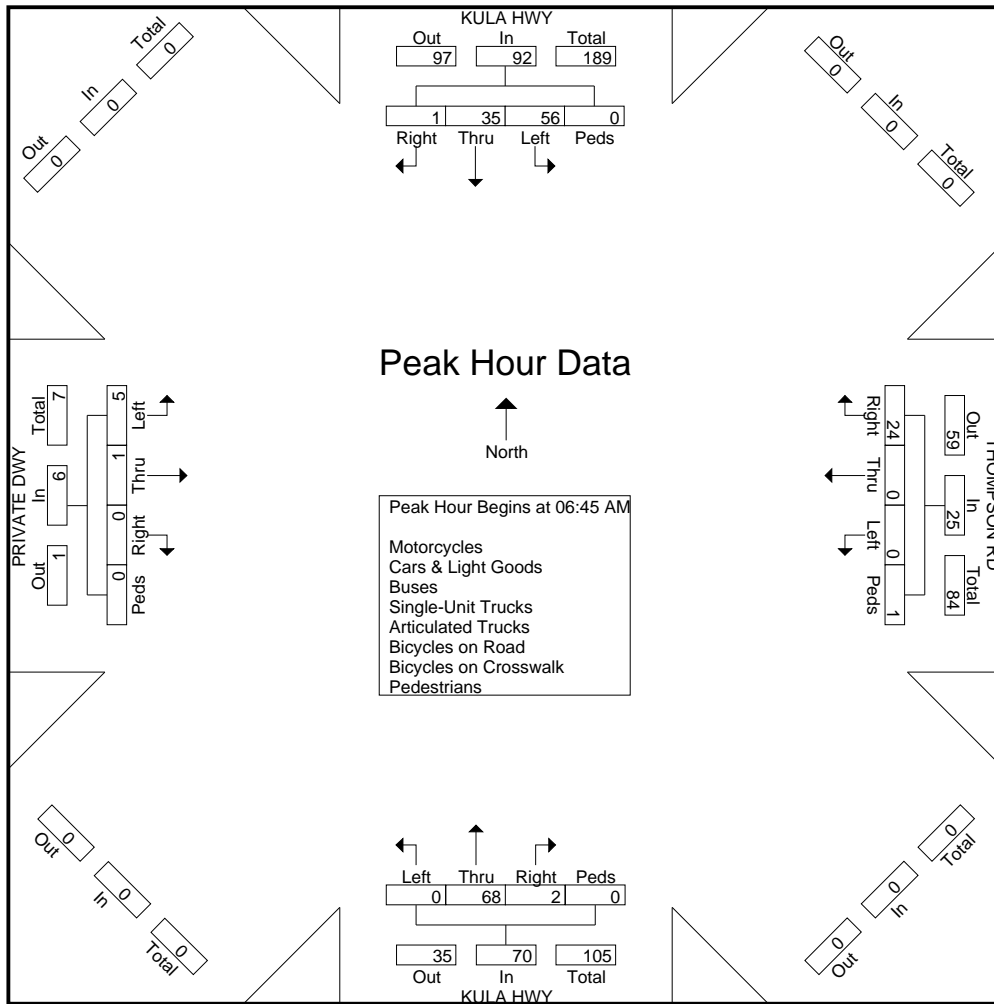 KULA HWY
Out In Total
97 92 189
1 35 56 0
Right Thru Left Peds
Total
0
In
0
Out
0
Out
0
In
0
Total
0
Peak Hour Data
North
Peak Hour Begins at 06:45 AM
Motorcycles
Cars & Light Goods
Buses
Single-Unit Trucks
Articulated Trucks
Bicycles on Road
Bicycles on Crosswalk
Pedestrians
PRIVATE DWY
Out In Total
1 6 7
0 0 1 5
Peds Right Thru Left
THOMPSON RD
Out In Total
59 25 84
24 0 0 1
Right Thru Left Peds
Out
0
In
0
Total
0
Total
0
In
0
Out
0
Left Thru Right Peds
0 68 2 0
35 70 105
Out In Total
KULA HWY